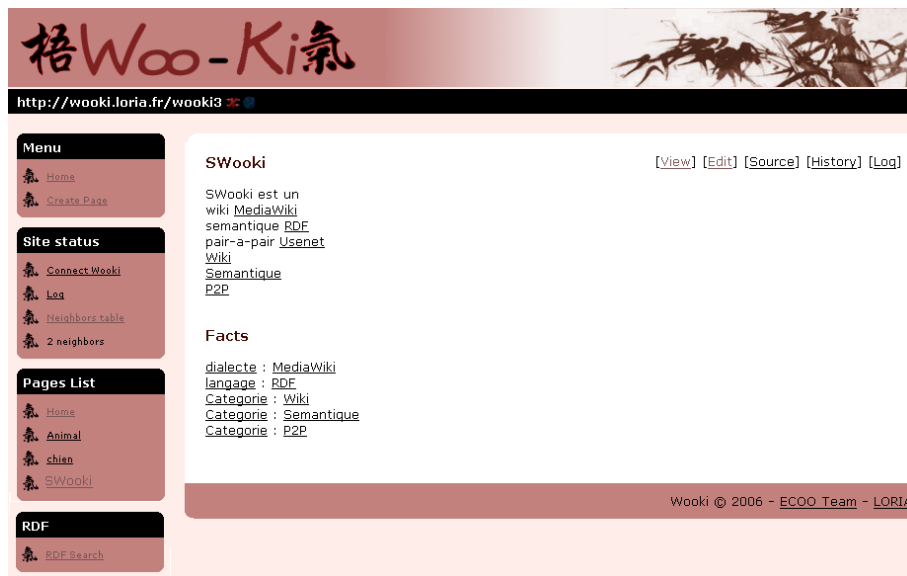 梧Woo-Ki氣
http://wooki.loria.fr/wooki3
Menu
Home
Create Page
Site status
Connect Wooki
Log
Neighbors table
2 neighbors
Pages List
Home
Animal
chien
SWooki
RDF
RDF Search
SWooki
[View] [Edit] [Source] [History] [Log]
SWooki est un
wiki MediaWiki
semantique RDF
pair-a-pair Usenet
Wiki
Semantique
P2P
Facts
dialecte : MediaWiki
langage : RDF
Categorie : Wiki
Categorie : Semantique
Categorie : P2P
Wooki © 2006 - ECOO Team - LORIA